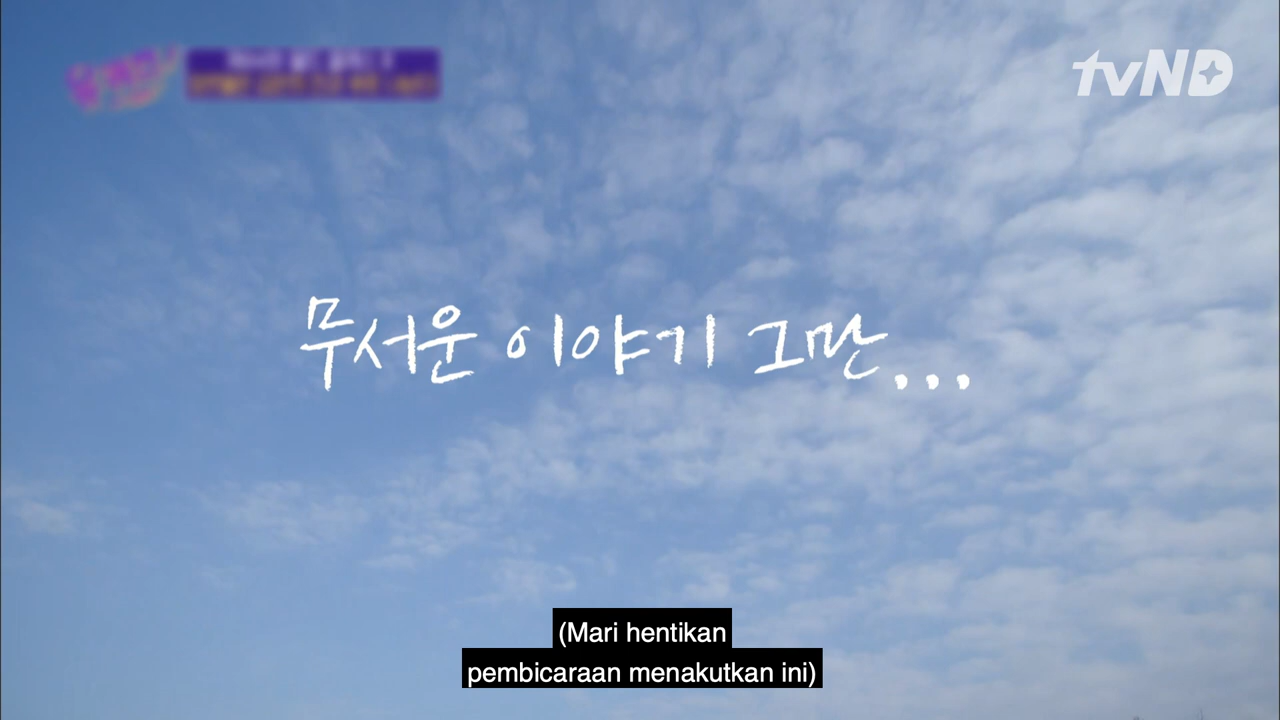 tvND
무서운 이야기 그만...
(Mari hentikan
pembicaraan menakutkan ini)